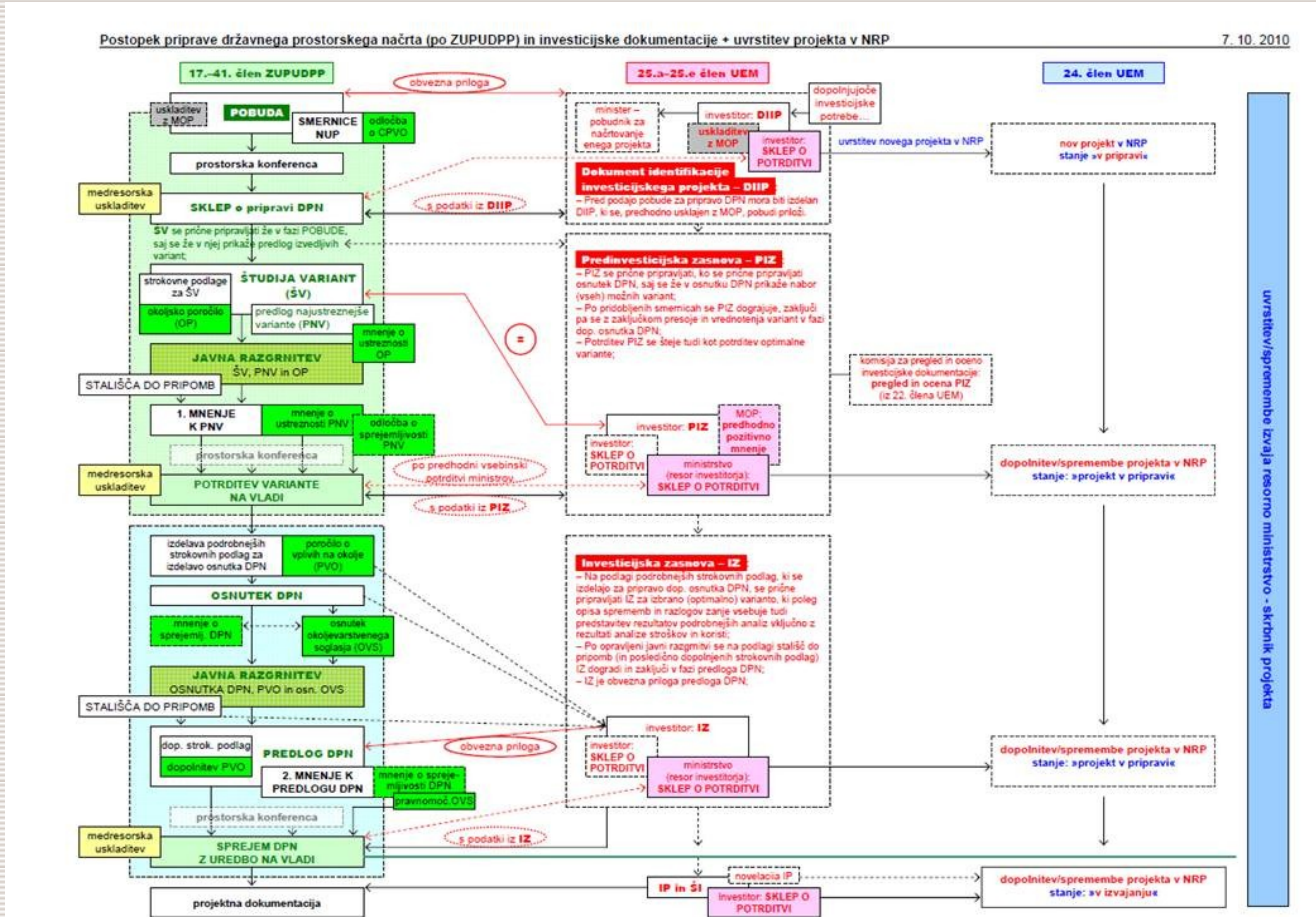 Postopek priprave državnega prostorskega načrta (po ZUPUDPP) in investicijske dokumentacije + uvrstitev projekta v NRP
7. 10. 2010
17.–41. člen ZUPUDPP
25.a–25.e člen UEM
24. člen UEM
obvezna priloga
uskladitev
z MOP
POBUDA
SMERNICE
NUP
odločba
o CPVO
prostorska konferenca
medresorska
uskladitev
SKLEP o pripravi DPN
s podatki iz DIIP
ŠV se prične pripravljati že v fazi POBUDE,
saj se že v njej prikaže predlog izvedljivih
variant;
strokovne podlage
za ŠV
okoljsko poročilo
(OP)
ŠTUDIJA VARIANT
(ŠV)
predlog najustreznejše
variante (PNV)
mnenje o
ustreznosti
OP
JAVNA RAZGRNITEV
ŠV, PNV in OP
STALIŠČA DO PRIPOMB
1. MNENJE
K PNV
mnenje o
ustreznosti PNV
odločba o
sprejemljivosti
PNV
prostorska konferenca
medresorska
uskladitev
POTRDITEV VARIANTE
NA VLADI
po predhodni vsebinski
potrditvi ministrov
s podatki iz PIZ
=
izdelava podrobnejših
strokovnih podlag za
izdelavo osnutka DPN
poročilo o
vplivih na okolje
(PVO)
OSNUTEK DPN
mnenje o
sprejemlj. DPN
osnutek
okoljevarstvenega
soglasja (OVS)
JAVNA RAZGRNITEV
OSNUTKA DPN, PVO in osn. OVS
STALIŠČA DO PRIPOMB
dop. strok. podlag
dopolnitev PVO
PREDLOG DPN
2. MNENJE K
PREDLOGU DPN
mnenje o spreje-
mljivosti DPN
pravnomoč.OVS
obvezna priloga
prostorska konferenca
medresorska
uskladitev
SPREJEM DPN
Z UREDBO NA VLADI
s podatki iz IZ
projektna dokumentacija
minister –
pobudnik za
načrtovanje
enega projekta
investitor: DIIP
uskladitev
z MOP
investitor:
SKLEP O
POTRDITVI
dopolnjujoče
investicijske
potrebe...
Dokument identifikacije
investicijskega projekta – DIIP
– Pred podajo pobude za pripravo DPN mora biti izdelan
DIIP, ki se, predhodno usklajen z MOP, pobudi priloži.
Predinvesticijska zasnova – PIZ
– PIZ se prične pripravljati, ko se prične pripravljati
osnutek DPN, saj se že v osnutku DPN prikaže nabor
(vseh) možnih variant;
– Po pridobljenih smernicah se PIZ dograjuje, zaključi
pa se z zaključkom presoje in vrednotenja variant v fazi
dop. osnutka DPN;
– Potrditev PIZ se šteje tudi kot potrditev optimalne
variante;
komisija za pregled in oceno
investicijske dokumentacije:
pregled in ocena PIZ
(iz 22. člena UEM)
investitor: PIZ
investitor:
SKLEP O
POTRDITVI
MOP:
predhodno
pozitivno
mnenje
ministrstvo
(resor investitorja):
SKLEP O POTRDITVI
Investicijska zasnova – IZ
– Na podlagi podrobnejših strokovnih podlag, ki se
izdelajo za pripravo dop. osnutka DPN, se prične
pripravljati IZ za izbrano (optimalno) varianto, ki poleg
opisa sprememb in razlogov zanje vsebuje tudi
predstavitev rezultatov podrobnejših analiz vključno z
rezultati analize stroškov in koristi;
– Po opravljeni javni razgrnitvi se na podlagi stališč do
pripomb (in posledično dopolnjenih strokovnih podlag)
IZ dogradi in zaključi v fazi predloga DPN;
– IZ je obvezna priloga predloga DPN;
investitor: IZ
investitor:
SKLEP O
POTRDITVI
ministrstvo
(resor investitorja):
SKLEP O POTRDITVI
IP in ŠI
novelacija IP
Investitor: SKLEP O
POTRDITVI
uvrstitev novega projekta v NRP
nov projekt v NRP
stanje »v pripravi«
dopolnitev/spremembe projekta v NRP
stanje: »projekt v pripravi«
dopolnitev/spremembe projekta v NRP
stanje: »projekt v pripravi«
dopolnitev/spremembe projekta v NRP
stanje: »v izvajanju«
uvrstitev/spremembo izvaja resorno ministrstvo - skrbnik projekta